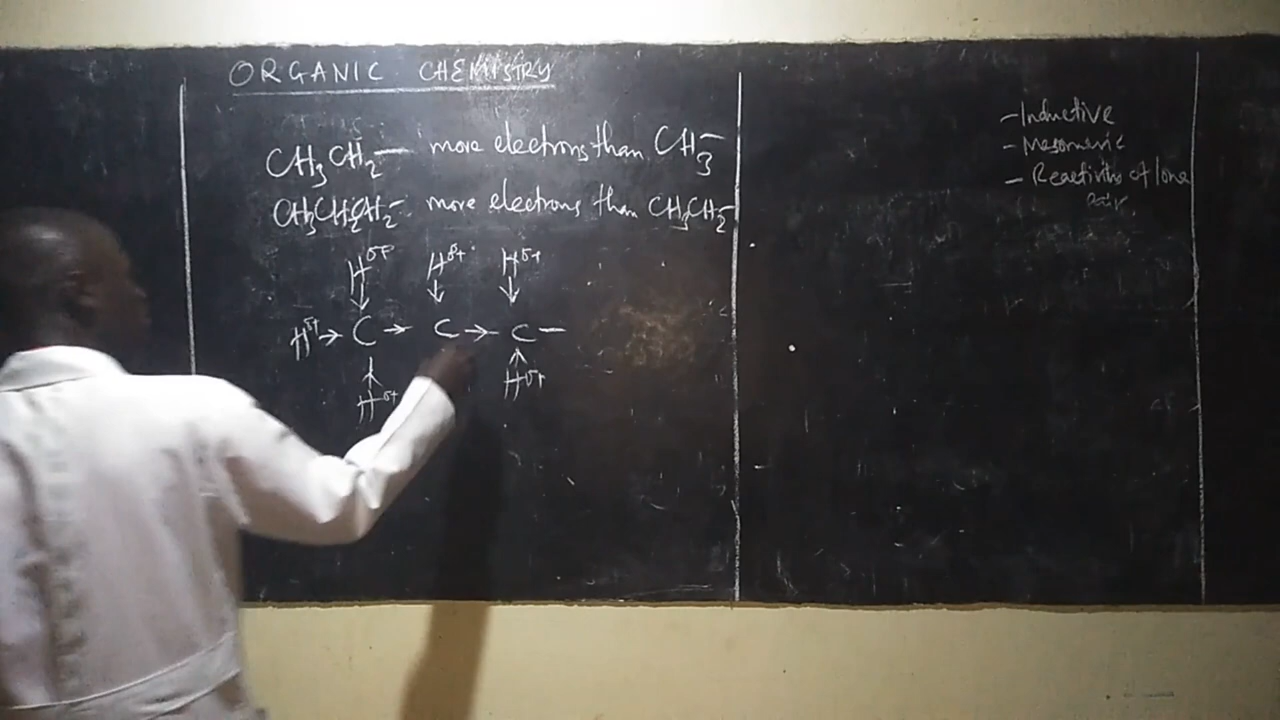 ORGANIC CHEMISTRY
CH3CH2– more electrons than CH3–
CH3CH2CH2– more electrons than CH3CH2–
Hδ+ Hδ+ Hδ+
↓ ↓ ↓
Hδ+ → C → C → C –
↑ ↑
Hδ+ Hδ+
– Inductive
– Mesomeric
– Reactivity of lone
Pair